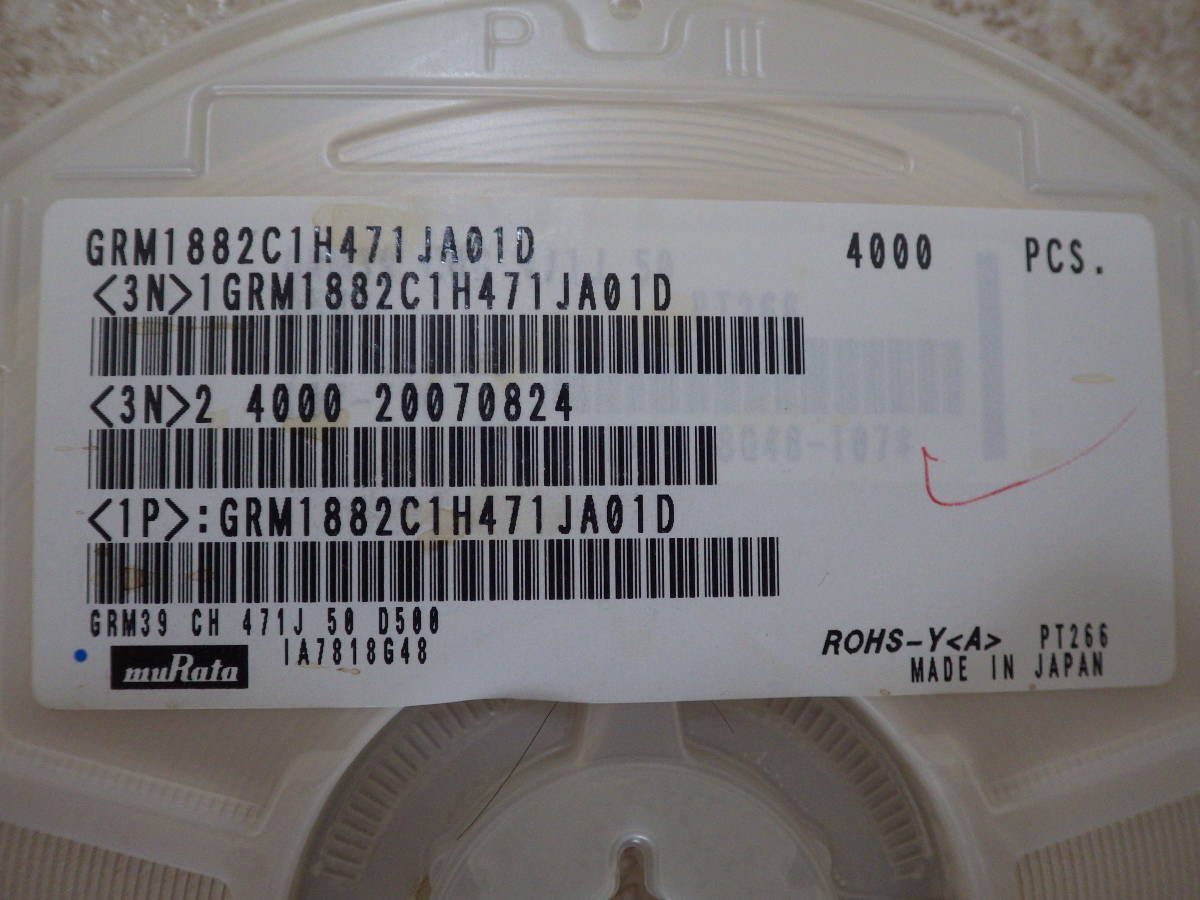 P
GRM1882C1H471JA01D 4000 PCS.
<3N>1GRM1882C1H471JA01D
<3N>2 4000 20070824
<1P>:GRM1882C1H471JA01D
GRM39 CH 471J 50 D500
muRata IA7818G48
ROHS-Y<A> PT266
MADE IN JAPAN